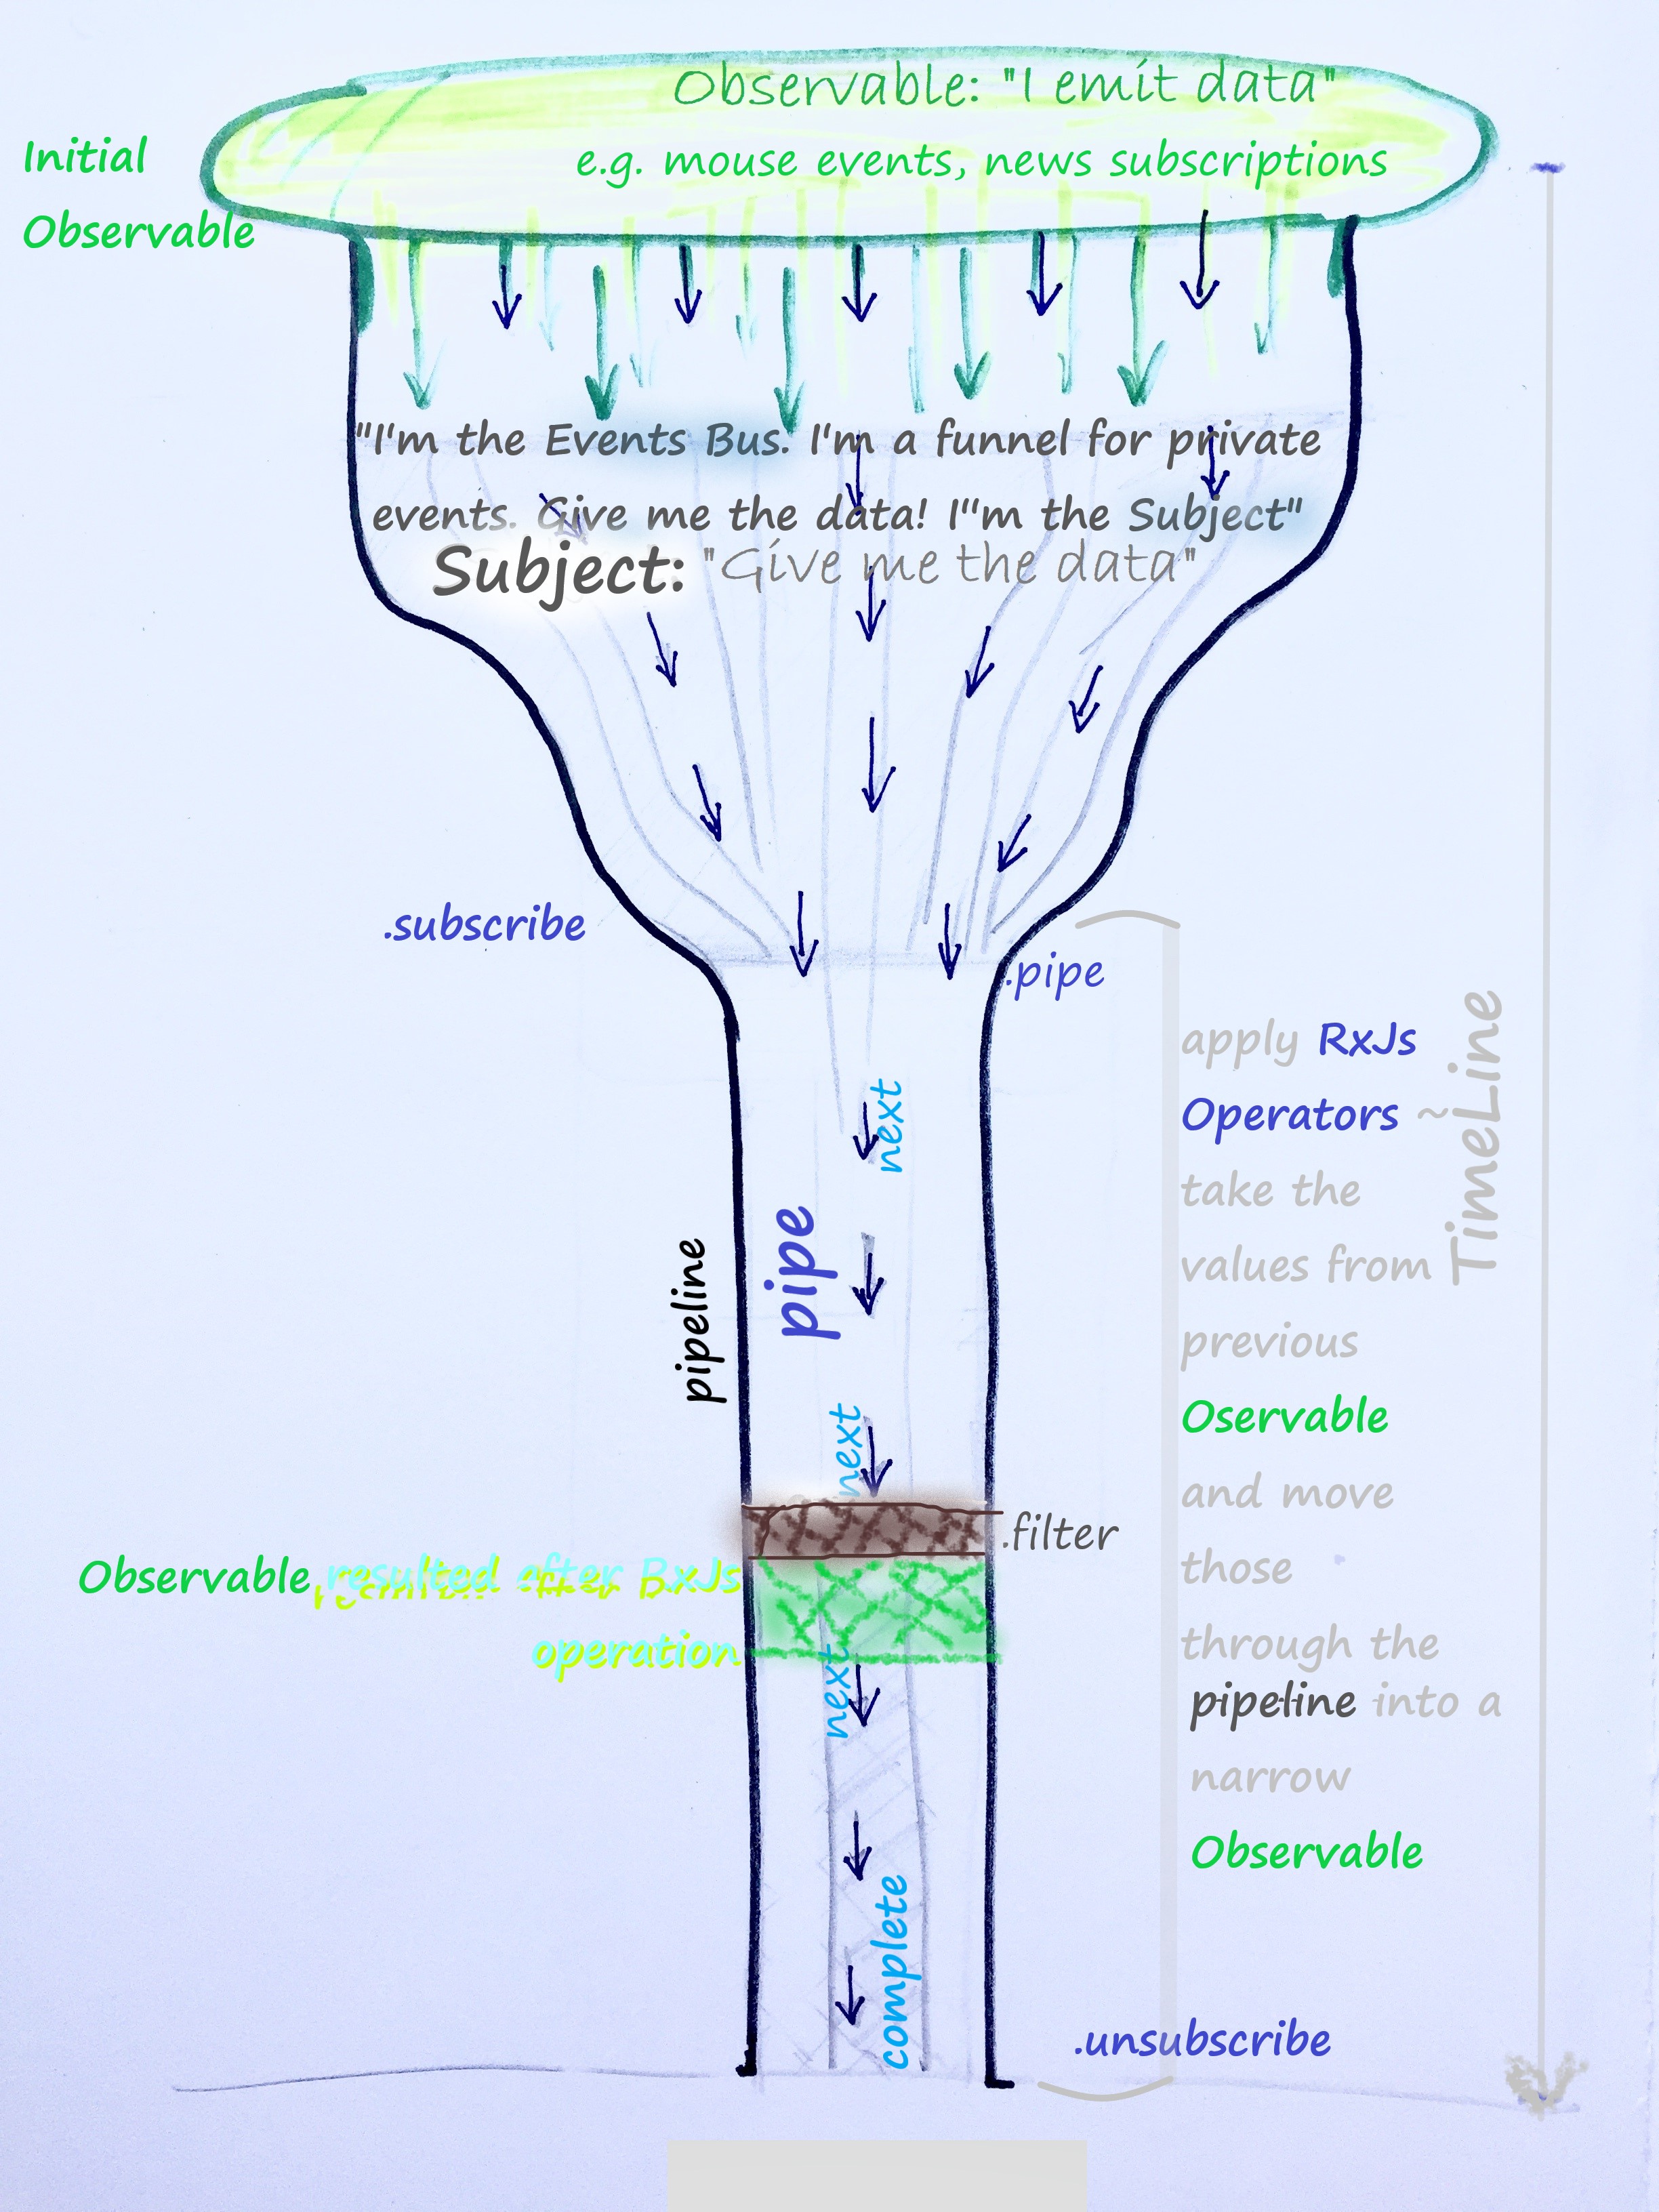 Observable: "I emit data"
e.g. mouse events, news subscriptions
Initial
Observable
"I'm the Events Bus. I'm a funnel for private
events. Give me the data! I"m the Subject"
Subject: "Give me the data"
.subscribe
.pipe
apply RxJs
Operators ~
take the
values from
previous
Oservable
and move
those
through the
pipeline into a
narrow
Observable
TimeLine
next
pipe
pipeline
next
.filter
Observable resulted after RxJs
operation
next
complete
.unsubscribe